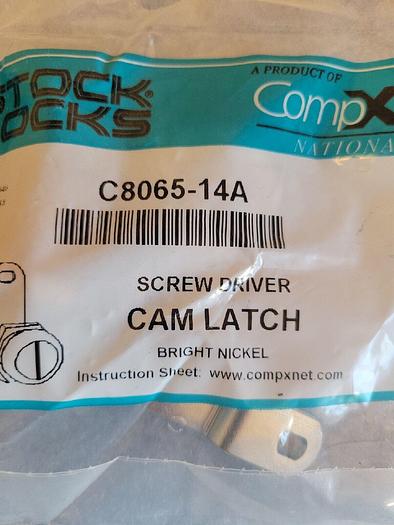 STOCK
LOCKS
A PRODUCT OF
CompX
NATIONAL
C8065-14A
SCREW DRIVER
CAM LATCH
BRIGHT NICKEL
Instruction Sheet: www.compxnet.com